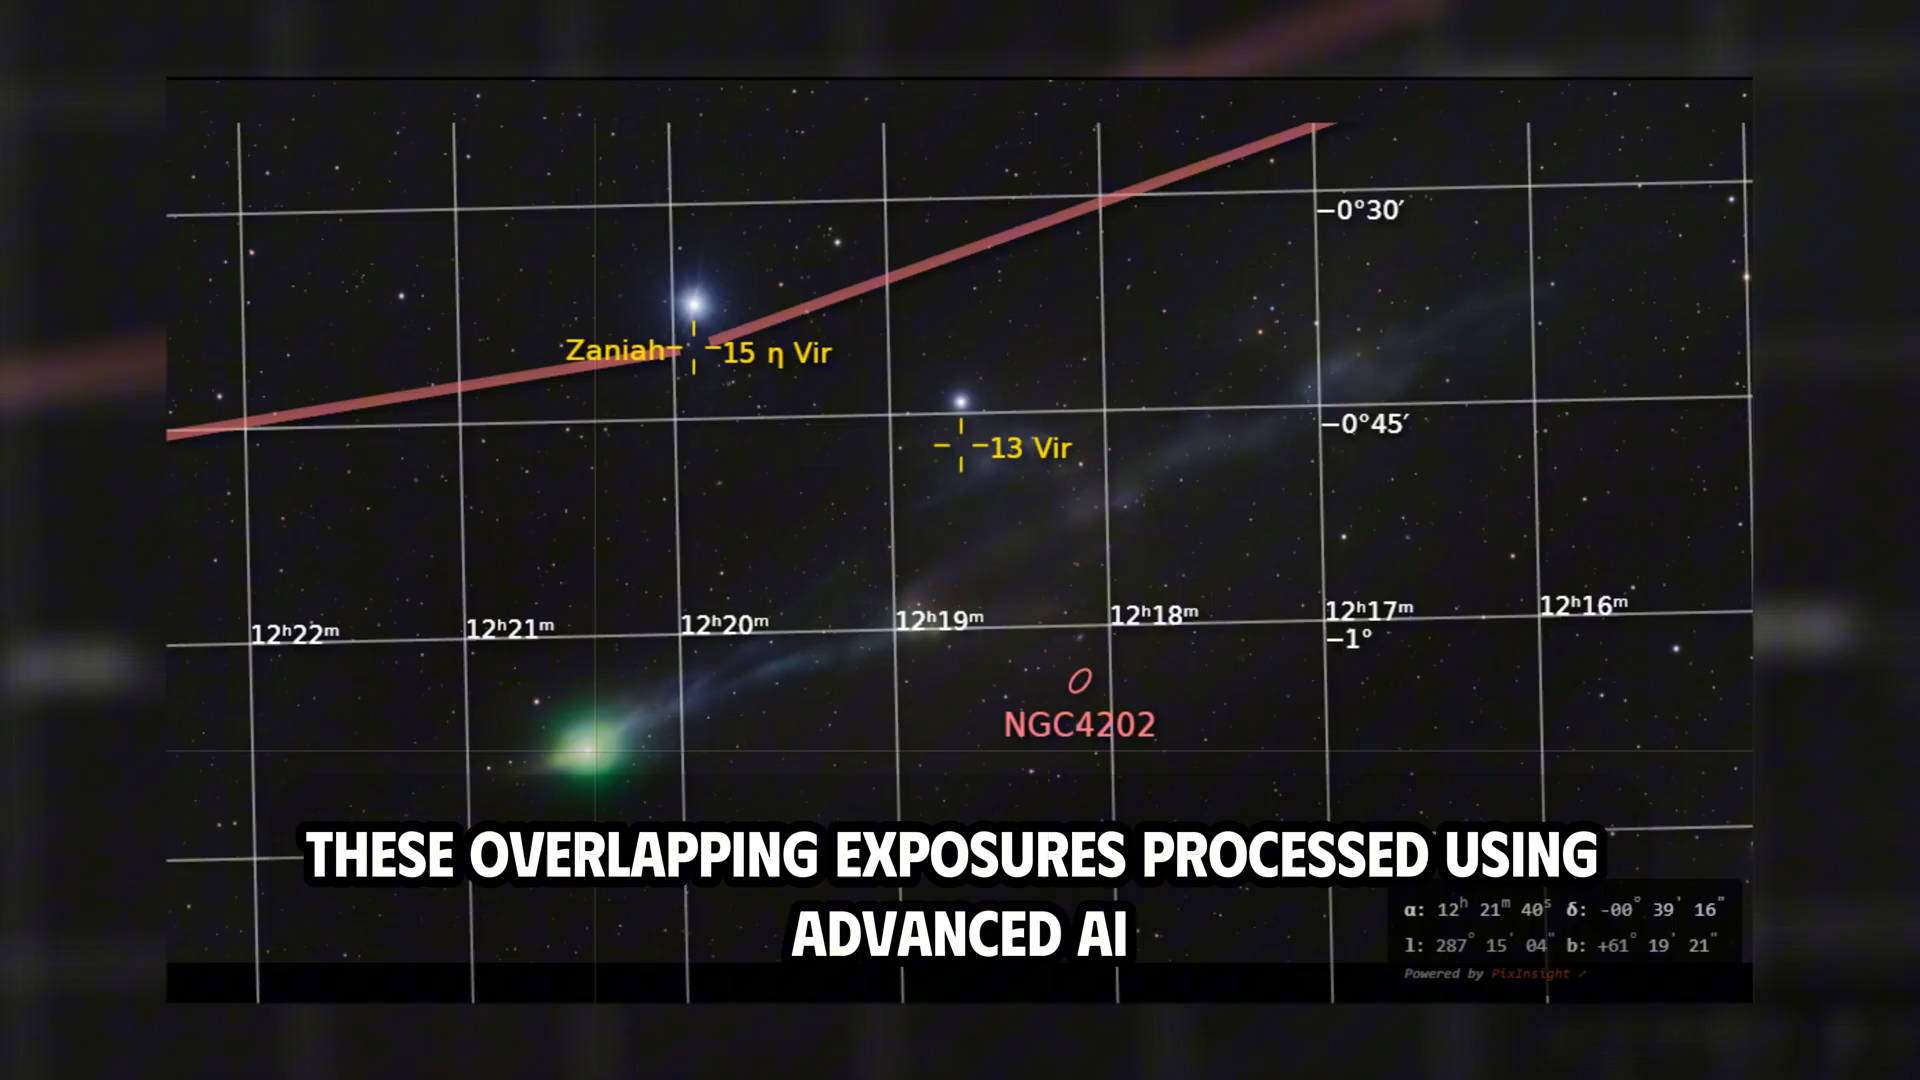 −0°30′
Zaniah
15 η Vir
−0°45′
13 Vir
12ʰ22ᵐ
12ʰ21ᵐ
12ʰ20ᵐ
12ʰ19ᵐ
12ʰ18ᵐ
12ʰ17ᵐ
12ʰ16ᵐ
−1°
NGC4202
THESE OVERLAPPING EXPOSURES PROCESSED USING
ADVANCED AI
α: 12ʰ 21ᵐ 40ˢ δ: -00° 39' 16"
l: 287° 15' 04" b: +61° 19' 21"
Powered by PixInsight